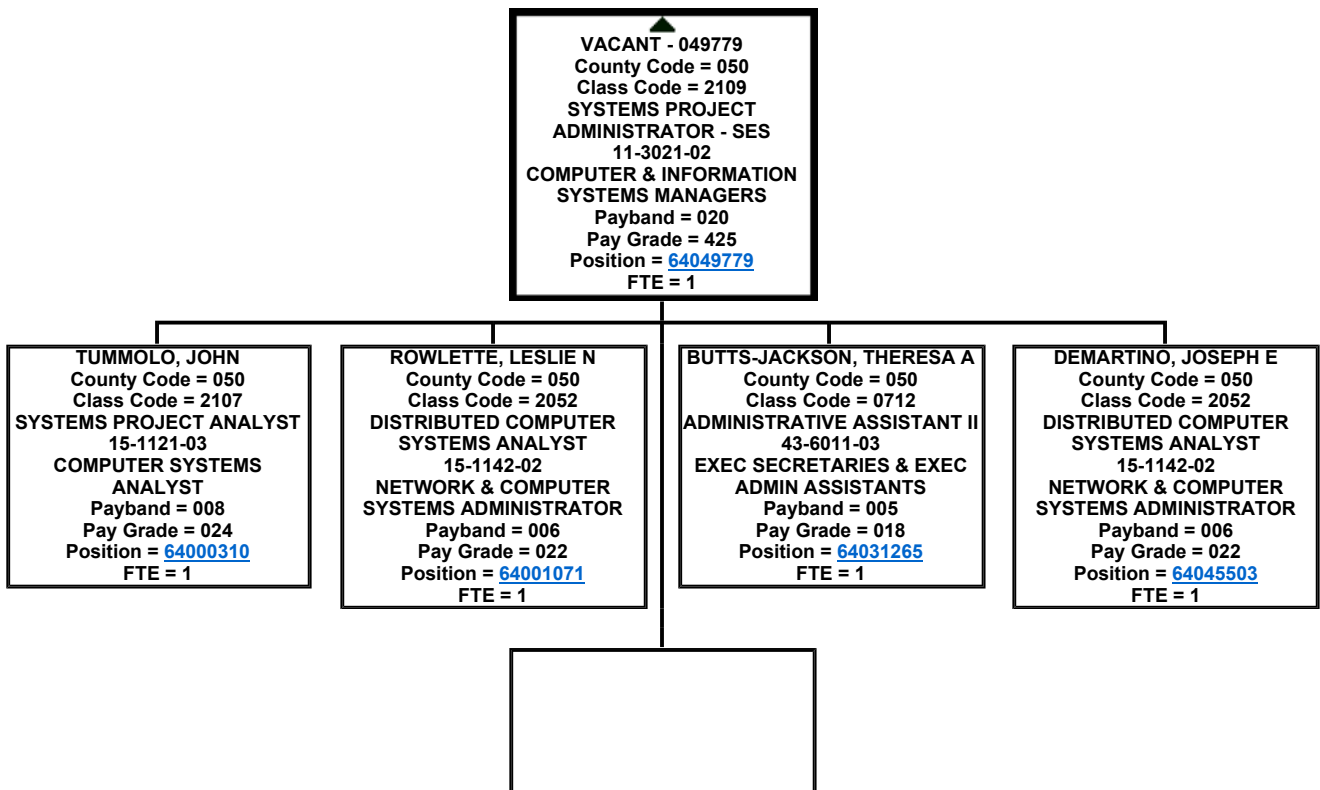 VACANT - 049779
County Code = 050
Class Code = 2109
SYSTEMS PROJECT
ADMINISTRATOR - SES
11-3021-02
COMPUTER & INFORMATION
SYSTEMS MANAGERS
Payband = 020
Pay Grade = 425
Position = 64049779
FTE = 1
TUMMOLO, JOHN
County Code = 050
Class Code = 2107
SYSTEMS PROJECT ANALYST
15-1121-03
COMPUTER SYSTEMS
ANALYST
Payband = 008
Pay Grade = 024
Position = 64000310
FTE = 1
ROWLETTE, LESLIE N
County Code = 050
Class Code = 2052
DISTRIBUTED COMPUTER
SYSTEMS ANALYST
15-1142-02
NETWORK & COMPUTER
SYSTEMS ADMINISTRATOR
Payband = 006
Pay Grade = 022
Position = 64001071
FTE = 1
BUTTS-JACKSON, THERESA A
County Code = 050
Class Code = 0712
ADMINISTRATIVE ASSISTANT II
43-6011-03
EXEC SECRETARIES & EXEC
ADMIN ASSISTANTS
Payband = 005
Pay Grade = 018
Position = 64031265
FTE = 1
DEMARTINO, JOSEPH E
County Code = 050
Class Code = 2052
DISTRIBUTED COMPUTER
SYSTEMS ANALYST
15-1142-02
NETWORK & COMPUTER
SYSTEMS ADMINISTRATOR
Payband = 006
Pay Grade = 022
Position = 64045503
FTE = 1